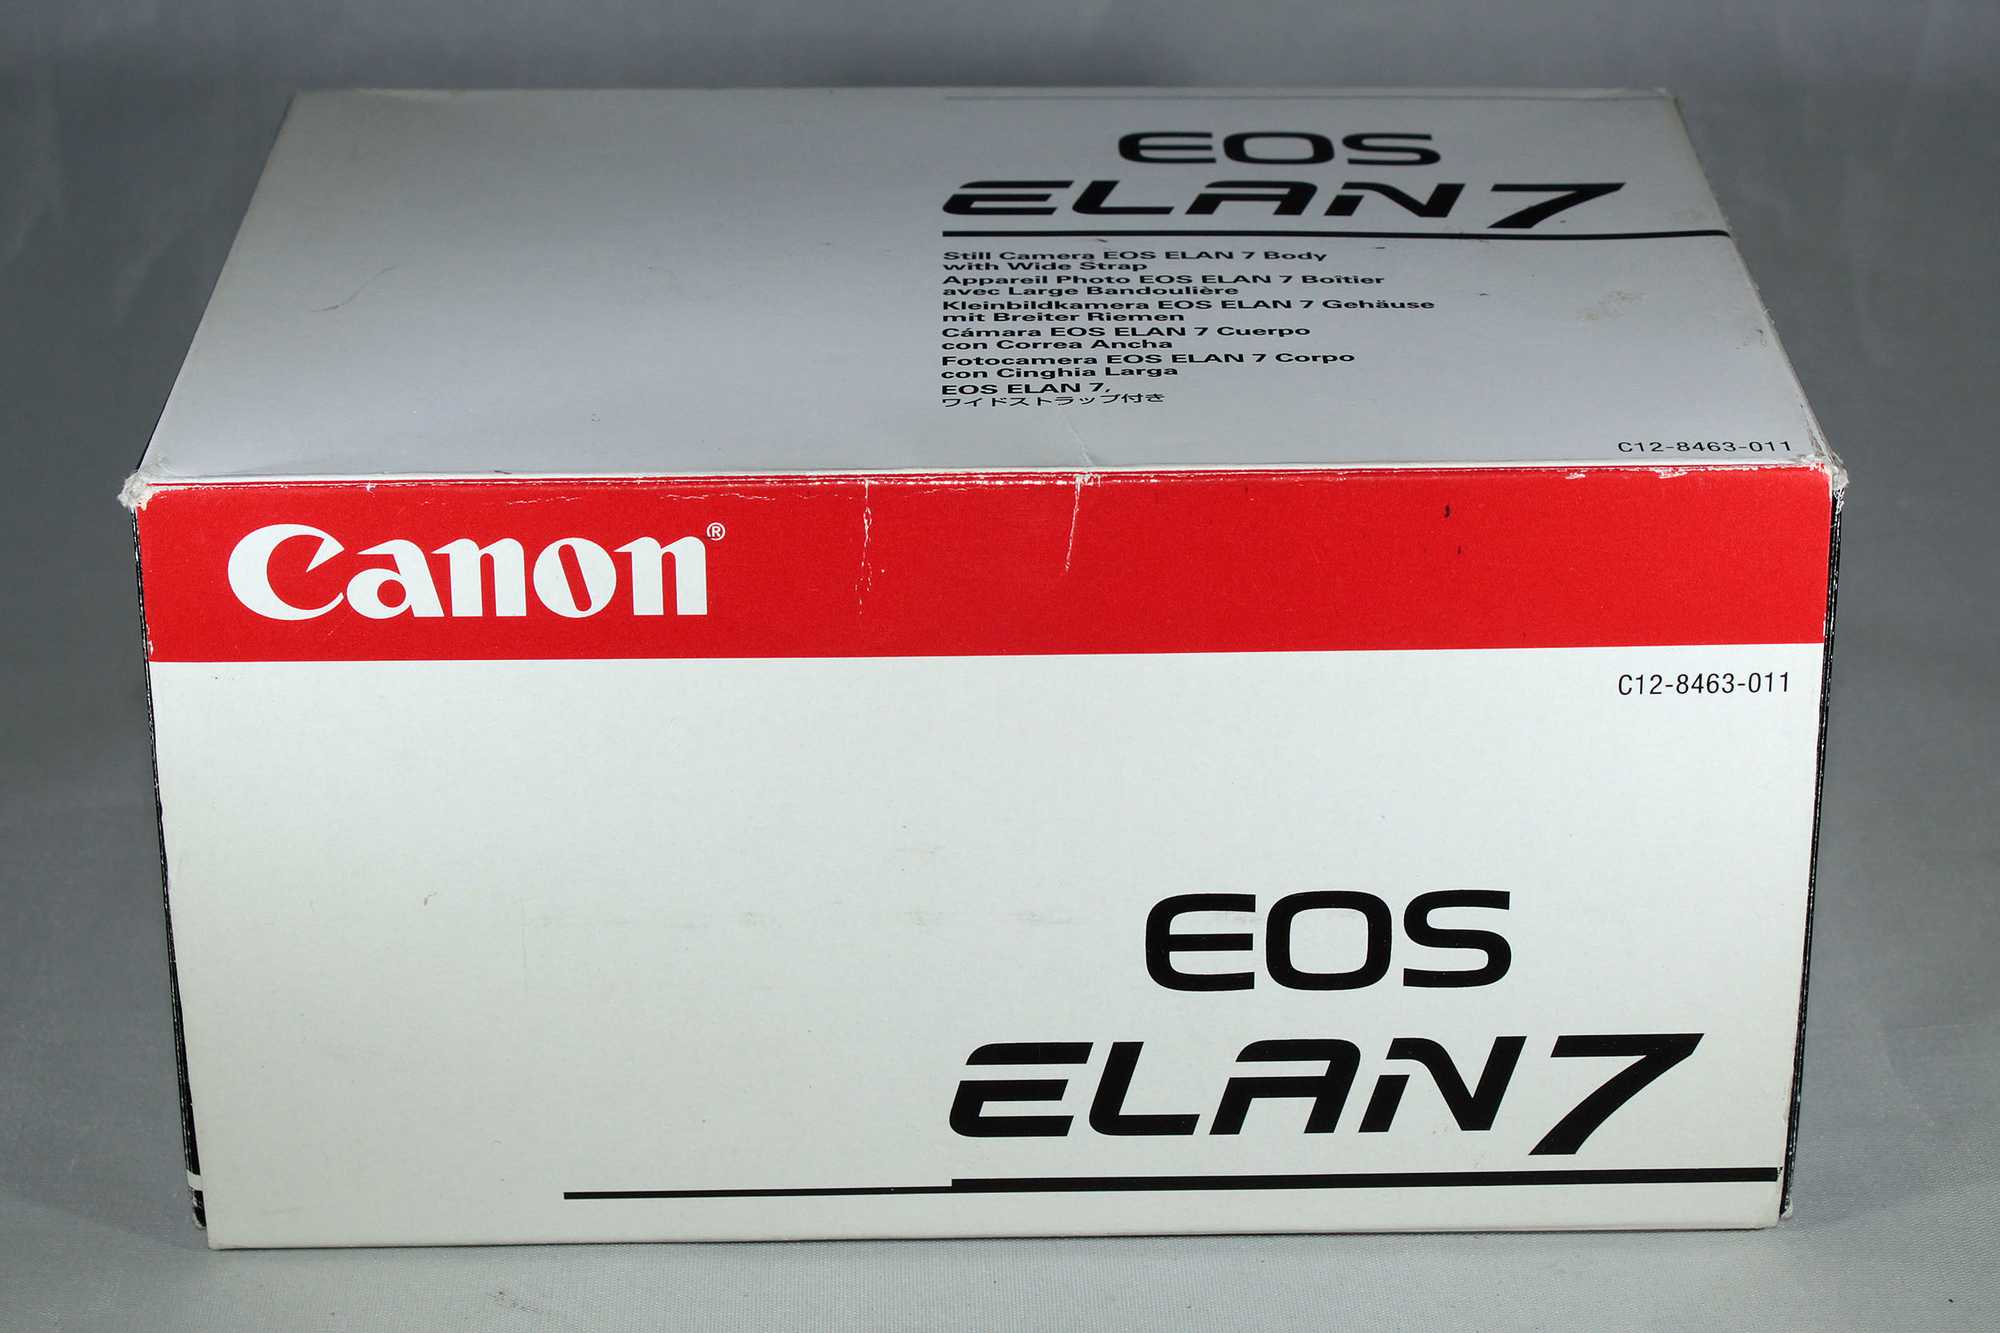 EOS
ELAN 7
Still Camera EOS ELAN 7 Body
with Wide Strap
Appareil Photo EOS ELAN 7 Boîtier
avec Large Bandoulière
Kleinbildkamera EOS ELAN 7 Gehäuse
mit Breiter Riemen
Cámara EOS ELAN 7 Cuerpo
con Correa Ancha
Fotocamera EOS ELAN 7 Corpo
con Cinghia Larga
EOS ELAN 7,
ワイドストラップ付き
C12-8463-011
Canon®
C12-8463-011
EOS
ELAN 7